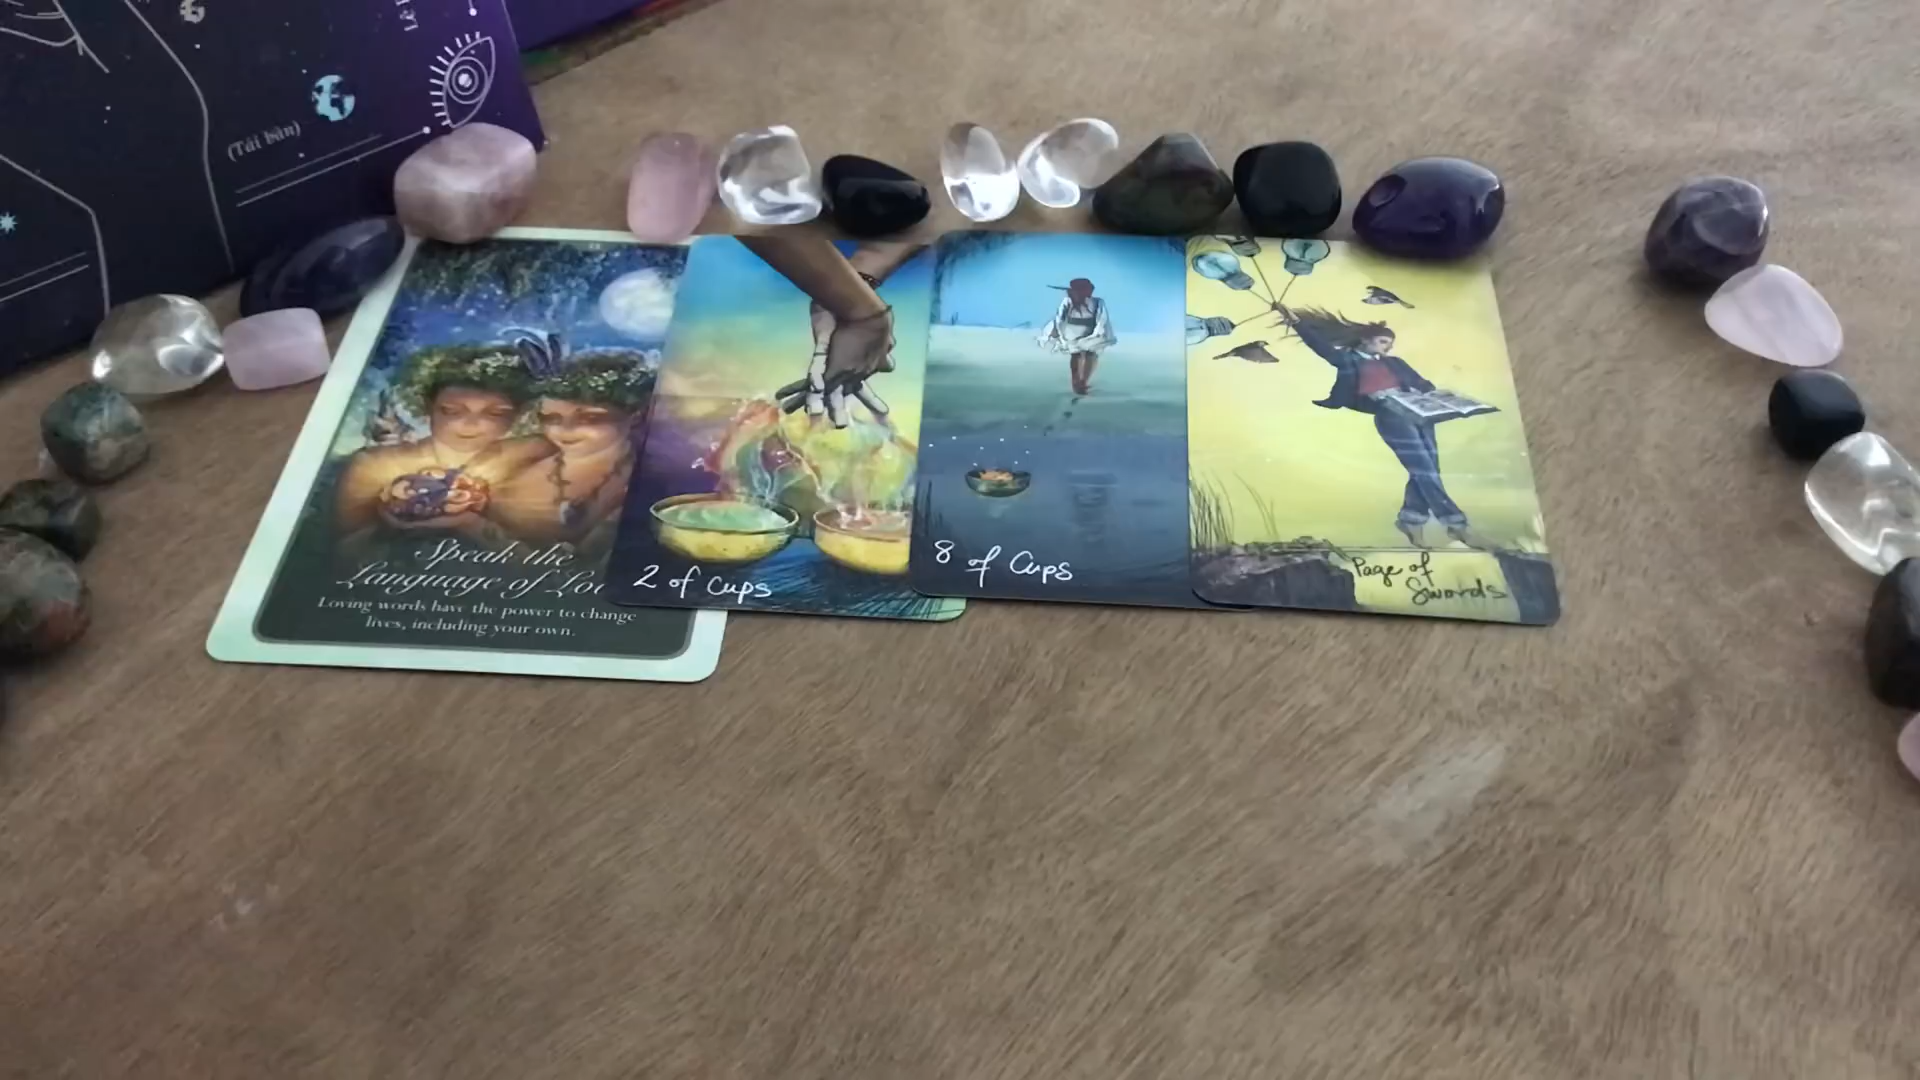 (Tái bản)
Speak the
Language of
Loving words have the power to change
lives, including your own.
2 of cups
8 of Cups
Page of
Swords